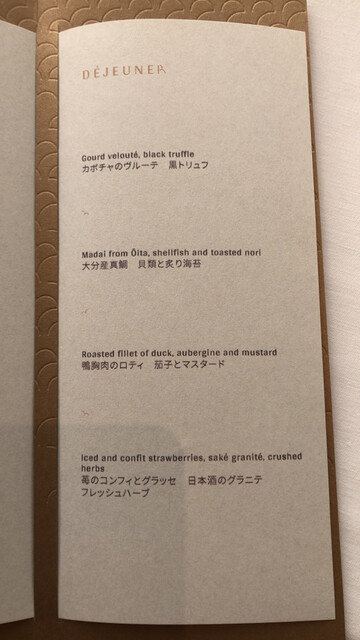 DÉJEUNER
Gourd velouté, black truffle
カボチャのヴルーテ　黒トリュフ
Madai from Ōita, shellfish and toasted nori
大分産真鯛　貝類と炙り海苔
Roasted fillet of duck, aubergine and mustard
鴨胸肉のロティ　茄子とマスタード
Iced and confit strawberries, saké granité, crushed
herbs
苺のコンフィとグラッセ　日本酒のグラニテ
フレッシュハーブ